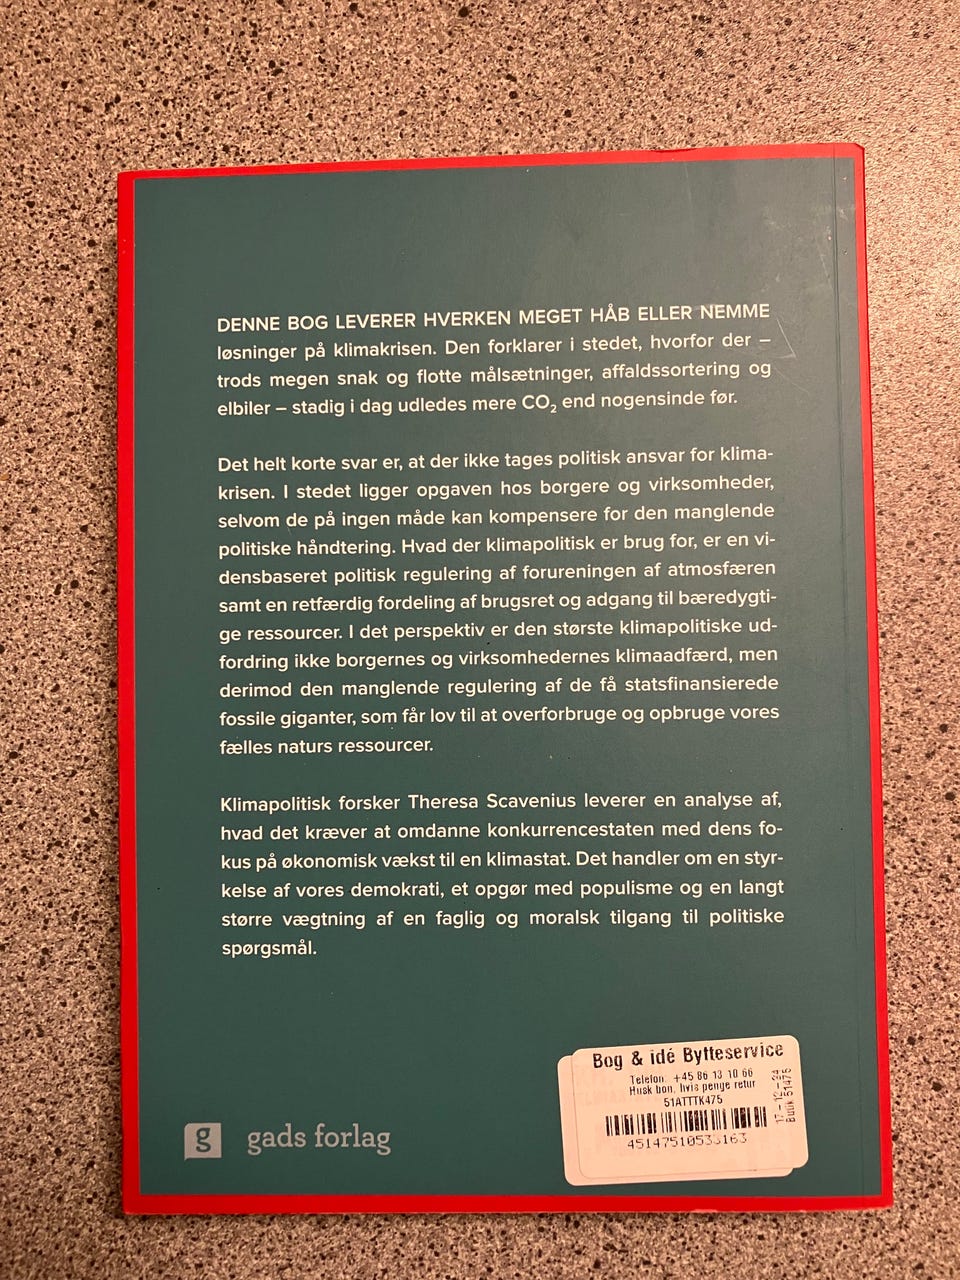 DENNE BOG LEVERER HVERKEN MEGET HÅB ELLER NEMME
løsninger på klimakrisen. Den forklarer i stedet, hvorfor der –
trods megen snak og flotte målsætninger, affaldssortering og
elbiler – stadig i dag udledes mere CO₂ end nogensinde før.
Det helt korte svar er, at der ikke tages politisk ansvar for klima-
krisen. I stedet ligger opgaven hos borgere og virksomheder,
selvom de på ingen måde kan kompensere for den manglende
politiske håndtering. Hvad der klimapolitisk er brug for, er en vi-
densbaseret politisk regulering af forureningen af atmosfæren
samt en retfærdig fordeling af brugsret og adgang til bæredygti-
ge ressourcer. I det perspektiv er den største klimapolitiske ud-
fordring ikke borgernes og virksomhedernes klimaadfærd, men
derimod den manglende regulering af de få statsfinansierede
fossile giganter, som får lov til at overforbruge og opbruge vores
fælles naturs ressourcer.
Klimapolitisk forsker Theresa Scavenius leverer en analyse af,
hvad det kræver at omdanne konkurrencestaten med dens fo-
kus på økonomisk vækst til en klimastat. Det handler om en styr-
kelse af vores demokrati, et opgør med populisme og en langt
større vægtning af en faglig og moralsk tilgang til politiske
spørgsmål.
Bog & idé Bytteservice
Telefon: +45 86 13 10 66
Husk bon, hvis penge retur
51ATTTK475
17-12-24
Butik 51475
g gads forlag